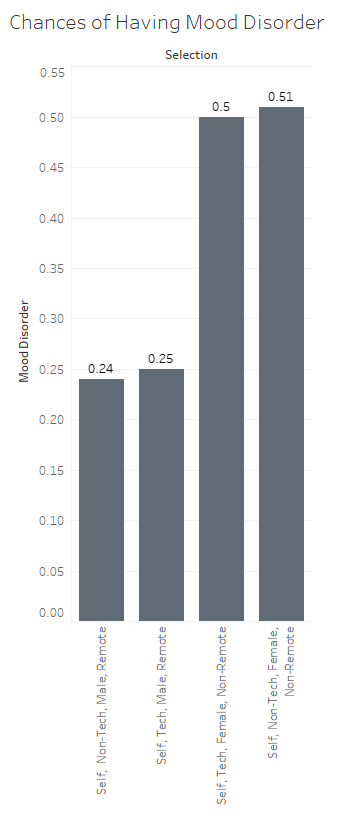 Chances of Having Mood Disorder
Selection
0.55
0.50
0.45
0.40
0.35
0.30
0.25
0.20
0.15
0.10
0.05
0.00
Mood Disorder
0.24
0.25
0.5
0.51
Self,  Non-Tech, Male, Remote
Self, Tech, Male, Remote
Self, Tech, Female, Non-Remote
Self, Non-Tech, Female,
Non-Remote